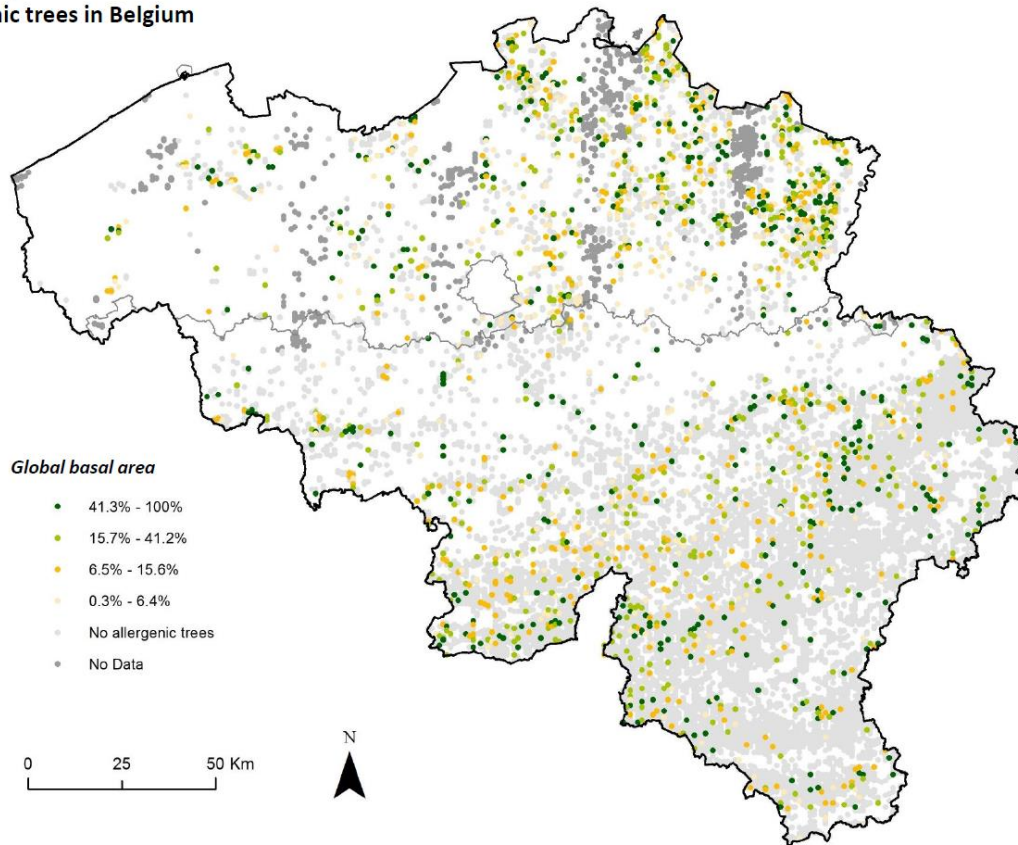 nic trees in Belgium
Global basal area
41.3% - 100%
15.7% - 41.2%
6.5% - 15.6%
0.3% - 6.4%
No allergenic trees
No Data
N
0 25 50 Km